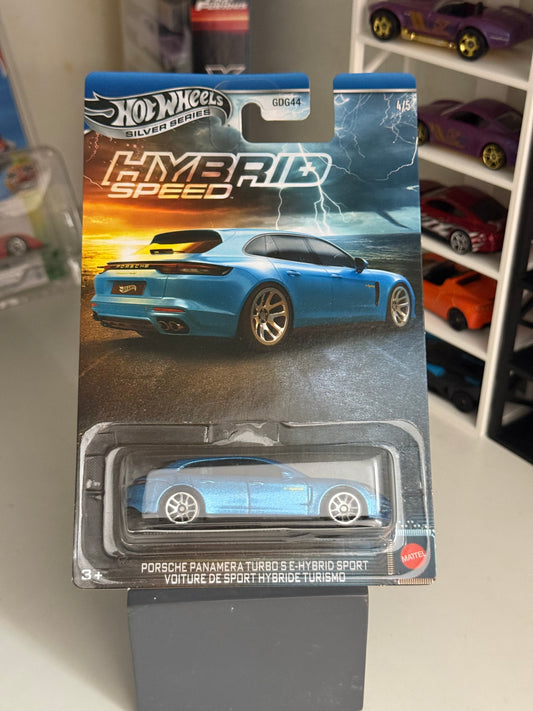 HOT WHEELS
SILVER SERIES
GDG44
4/5
HYBRID
SPEED™
PORSCHE
3+
PORSCHE PANAMERA TURBO S E-HYBRID SPORT
VOITURE DE SPORT HYBRIDE TURISMO
MATTEL